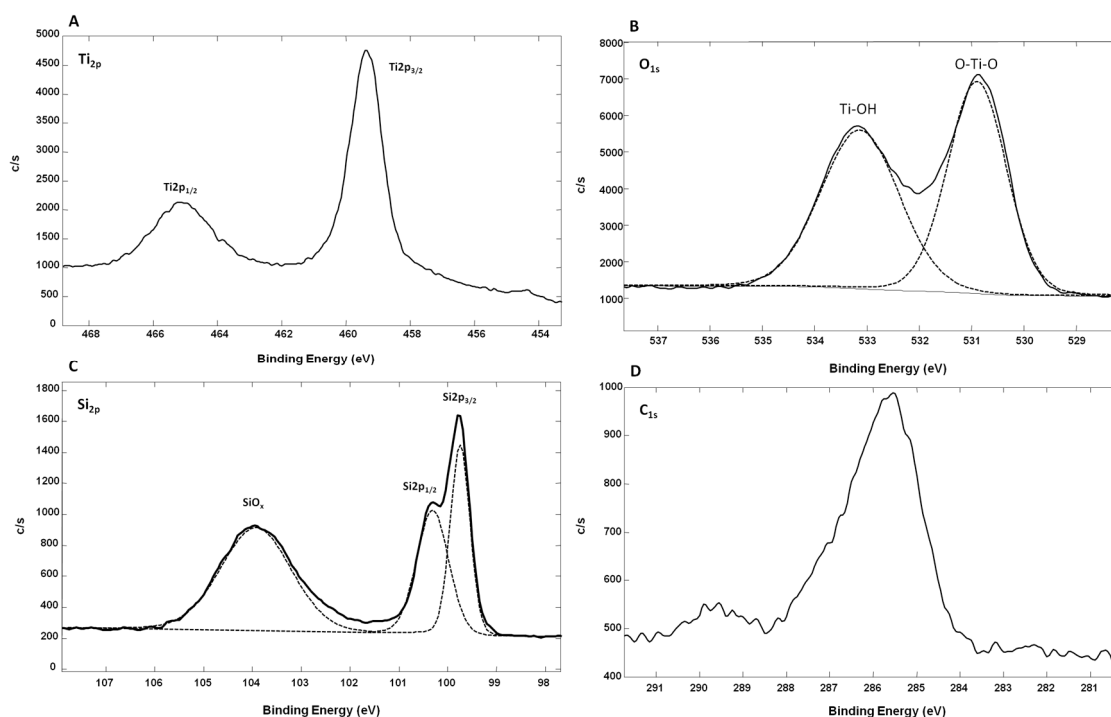 A
Ti2p
5000
4500
4000
3500
3000
2500
2000
1500
1000
500
0
c/s
Ti2p3/2
Ti2p1/2
468 466 464 462 460 458 456 454
Binding Energy (eV)
B
O1s
8000
7000
6000
5000
4000
3000
2000
1000
c/s
O-Ti-O
Ti-OH
537 536 535 534 533 532 531 530 529
Binding Energy (eV)
C
Si2p
1800
1600
1400
1200
1000
800
600
400
200
0
c/s
Si2p3/2
Si2p1/2
SiOx
107 106 105 104 103 102 101 100 99 98
Binding Energy (eV)
D
C1s
1000
900
800
700
600
500
400
c/s
291 290 289 288 287 286 285 284 283 282 281
Binding Energy (eV)